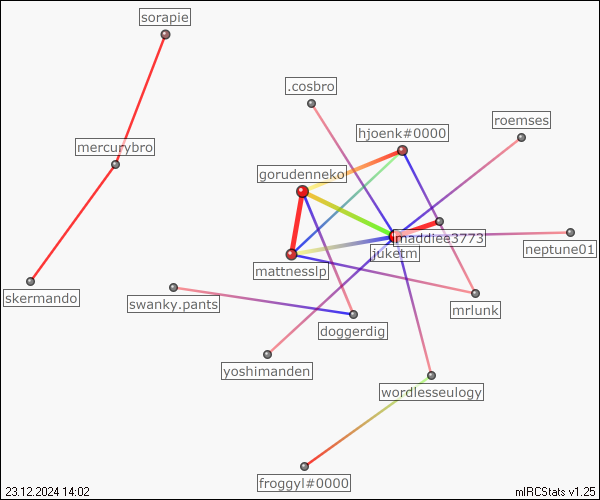 sorapie
.cosbro
roemses
hjoenk#0000
mercurybro
gorudenneko
maddiee3773
neptune01
juketm
mattnesslp
skermando
swanky.pants
mrlunk
doggerdig
yoshimanden
wordlesseulogy
froggyl#0000
23.12.2024 14:02
mIRCStats v1.25